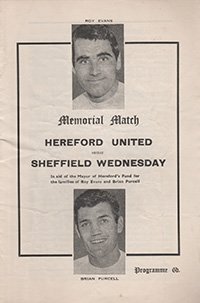 ROY EVANS
Memorial Match
HEREFORD UNITED
versus
SHEFFIELD WEDNESDAY
In aid of the Mayor of Hereford's Fund for
the families of Roy Evans and Brian Purcell
BRIAN PURCELL
Programme 6d.